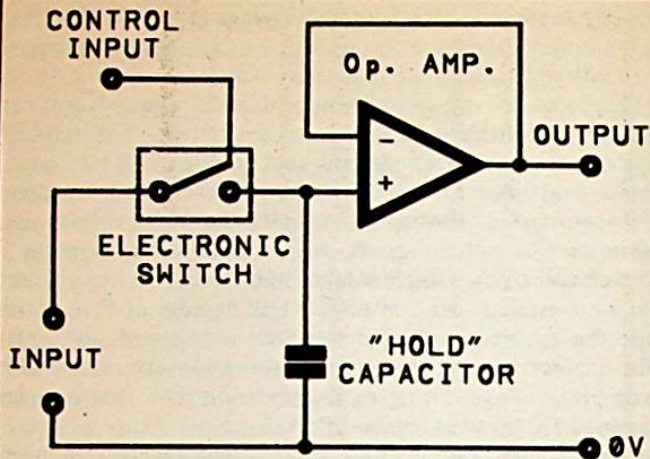 CONTROL
INPUT
Op. AMP.
-
+
OUTPUT
ELECTRONIC
SWITCH
INPUT
"HOLD"
CAPACITOR
0V